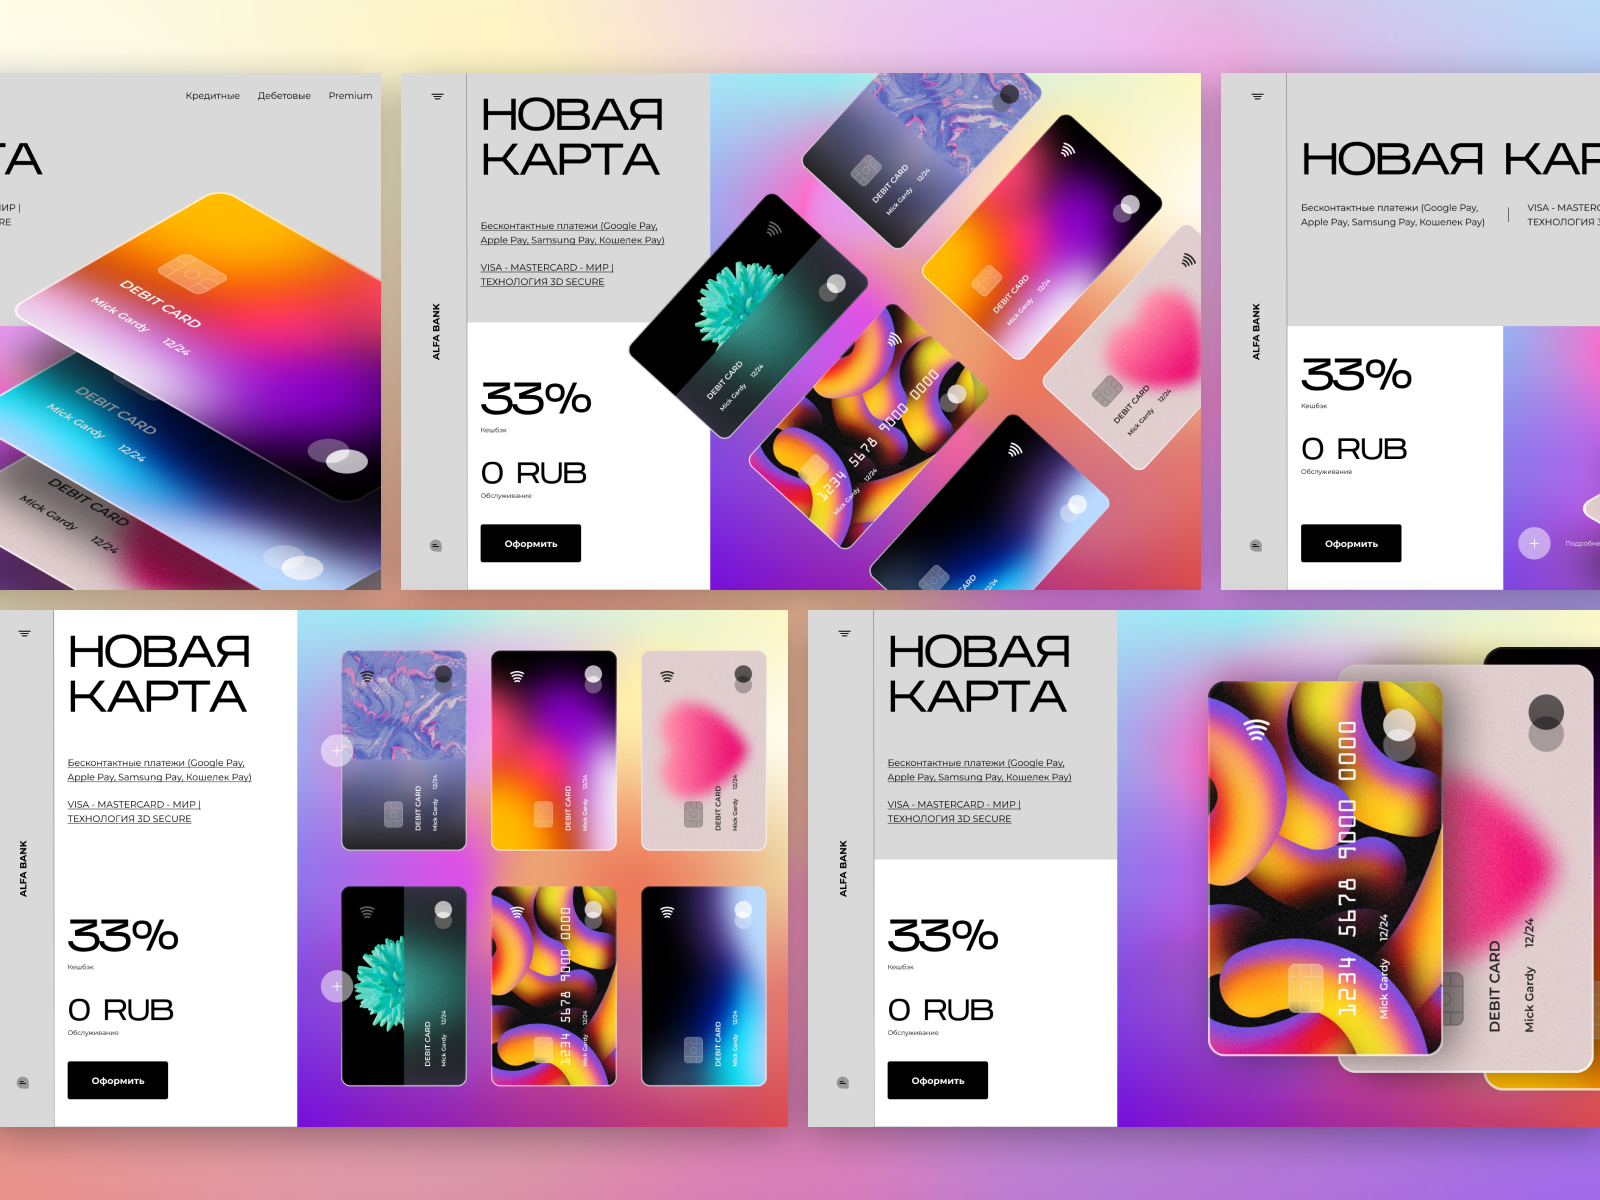 Кредитные Дебетовые Premium
ТА
ИР |
RE
DEBIT CARD
Mick Gardy 12/24
DEBIT CARD
Mick Gardy 12/24
DEBIT CARD
Mick Gardy 12/24
НОВАЯ
КАРТА
Бесконтактные платежи (Google Pay,
Apple Pay, Samsung Pay, Кошелек Pay)
VISA - MASTERCARD - МИР |
ТЕХНОЛОГИЯ 3D SECURE
ALFA BANK
33%
Кешбэк
0 RUB
Обслуживание
Оформить
DEBIT CARD
Mick Gardy 12/24
DEBIT CARD
Mick Gardy 12/24
DEBIT CARD
Mick Gardy 12/24
DEBIT CARD
Mick Gardy 12/24
1234 5678 9000 0000
Mick Gardy 12/24
DEBIT CARD
12/24
НОВАЯ КАР
Бесконтактные платежи (Google Pay,
Apple Pay, Samsung Pay, Кошелек Pay)
VISA - MASTERC
ТЕХНОЛОГИЯ 3
ALFA BANK
33%
Кешбэк
0 RUB
Обслуживание
Оформить
Подробне
НОВАЯ
КАРТА
Бесконтактные платежи (Google Pay,
Apple Pay, Samsung Pay, Кошелек Pay)
VISA - MASTERCARD - МИР |
ТЕХНОЛОГИЯ 3D SECURE
ALFA BANK
33%
Кешбэк
0 RUB
Обслуживание
Оформить
DEBIT CARD
Mick Gardy 12/24
DEBIT CARD
Mick Gardy 12/24
DEBIT CARD
Mick Gardy 12/24
DEBIT CARD
Mick Gardy 12/24
1234 5678 9000 0000
Mick Gardy 12/24
DEBIT CARD
Mick Gardy 12/24
НОВАЯ
КАРТА
Бесконтактные платежи (Google Pay,
Apple Pay, Samsung Pay, Кошелек Pay)
VISA - MASTERCARD - МИР |
ТЕХНОЛОГИЯ 3D SECURE
ALFA BANK
33%
Кешбэк
0 RUB
Обслуживание
Оформить
1234 5678 9000 0000
Mick Gardy 12/24
DEBIT CARD
Mick Gardy 12/24